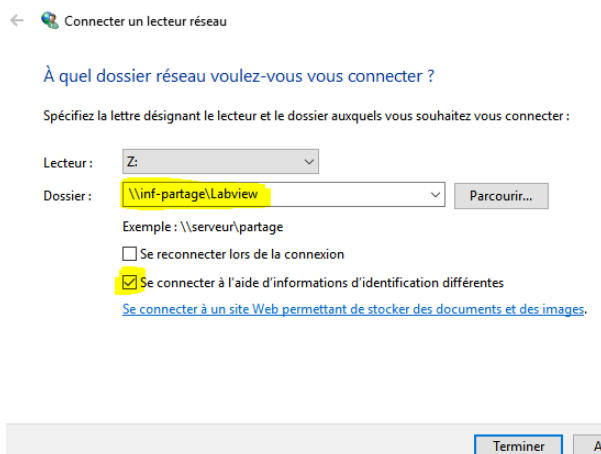 Connecter un lecteur réseau
À quel dossier réseau voulez-vous vous connecter ?
Spécifiez la lettre désignant le lecteur et le dossier auxquels vous souhaitez vous connecter :
Lecteur : Z:
Dossier : \\inf-partage\Labview Parcourir...
Exemple : \\serveur\partage
Se reconnecter lors de la connexion
Se connecter à l'aide d'informations d'identification différentes
Se connecter à un site Web permettant de stocker des documents et des images.
Terminer A